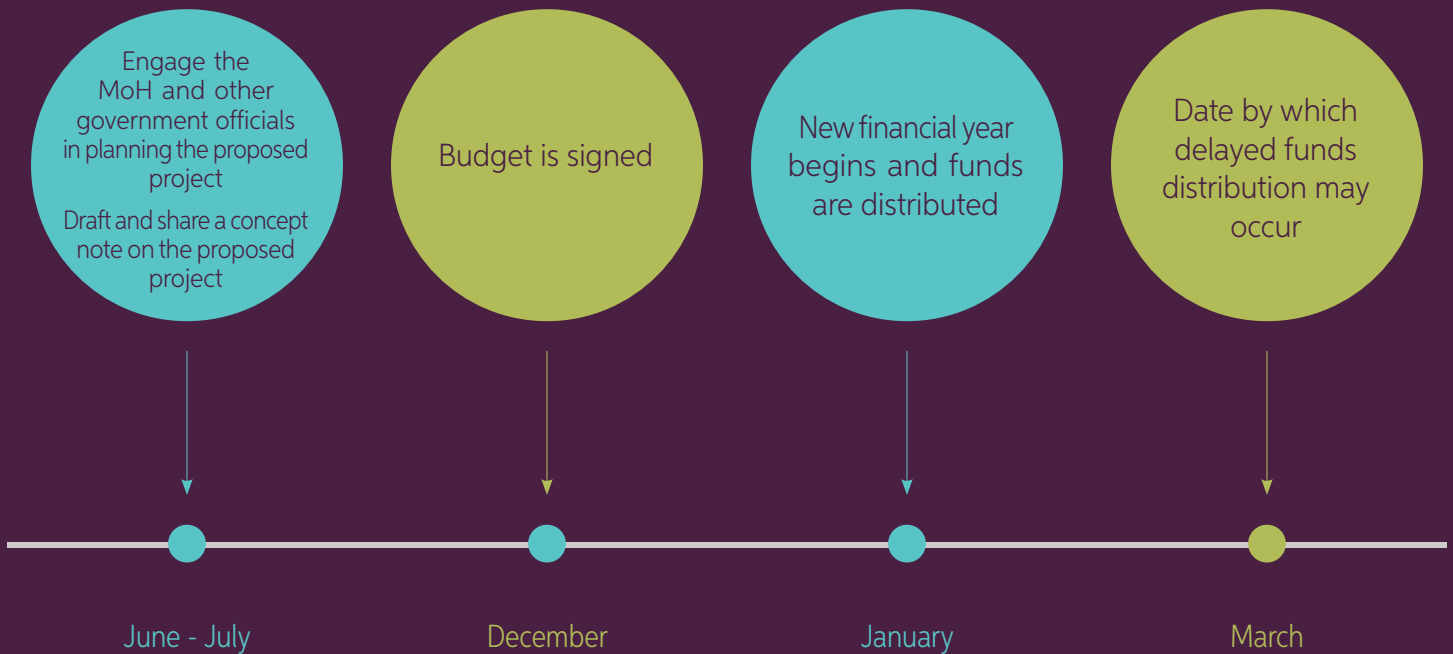 Engage the
MoH and other
government officials
in planning the proposed
project
Draft and share a concept
note on the proposed
project
Budget is signed
New financial year
begins and funds
are distributed
Date by which
delayed funds
distribution may
occur
June - July
December
January
March